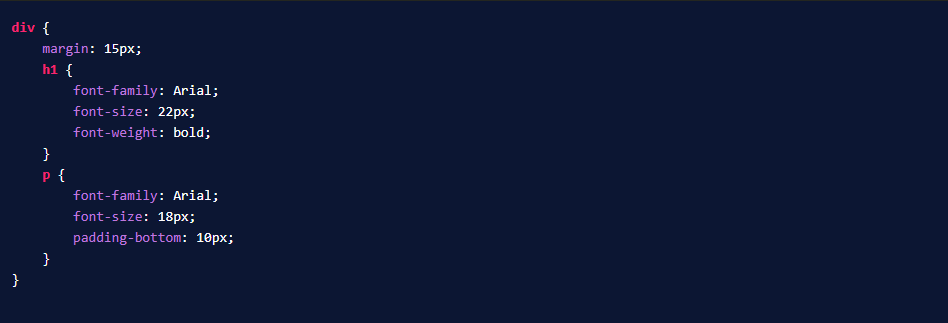 div {
    margin: 15px;
    h1 {
        font-family: Arial;
        font-size: 22px;
        font-weight: bold;
    }
    p {
        font-family: Arial;
        font-size: 18px;
        padding-bottom: 10px;
    }
}